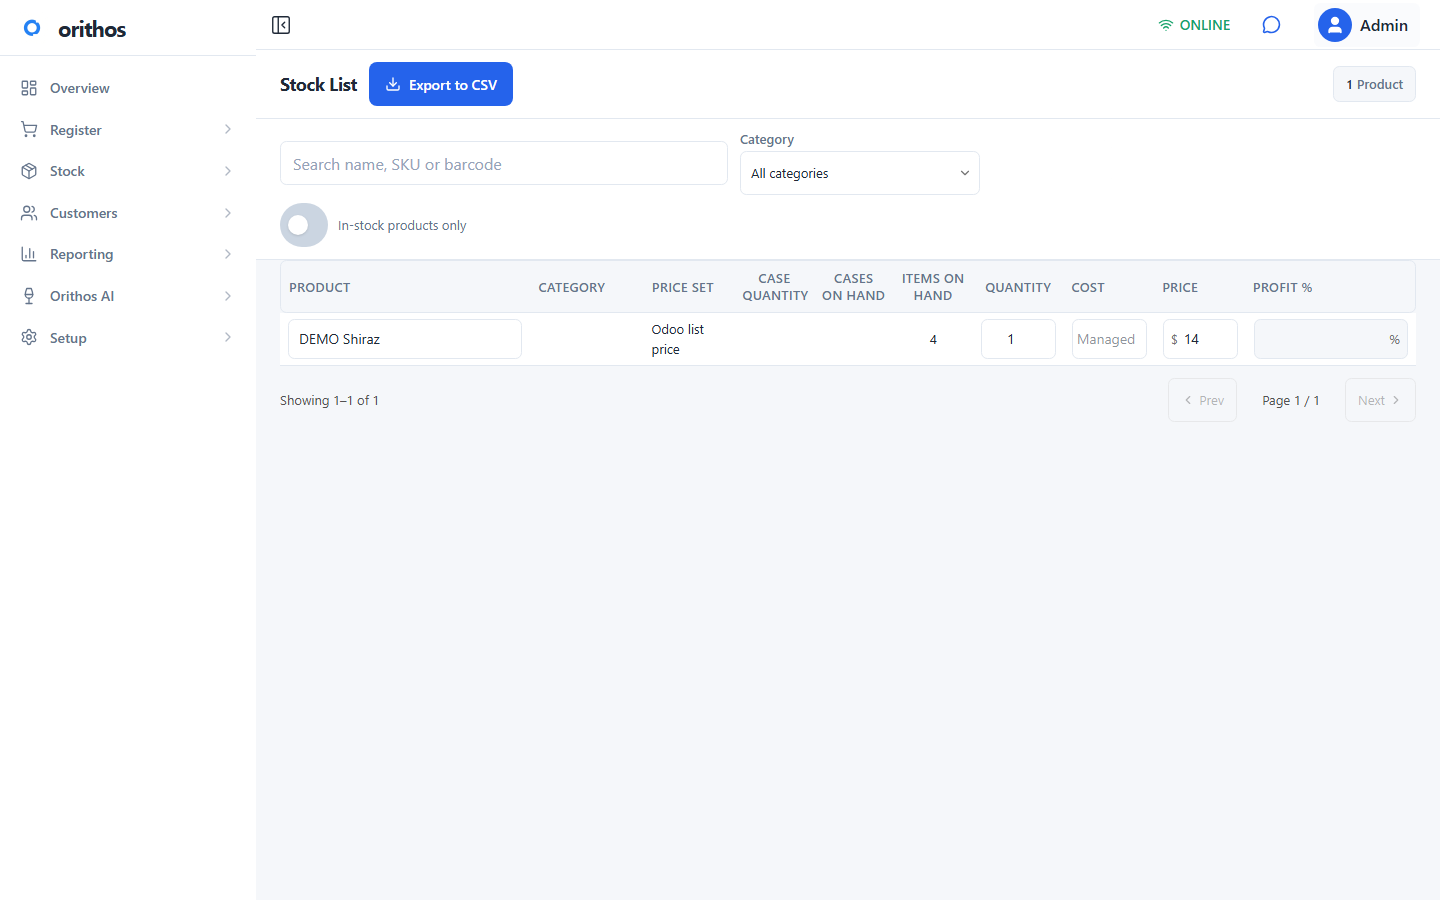 orithos
ONLINE
Admin
Overview
Register
Stock
Customers
Reporting
Orithos AI
Setup
Stock List
Export to CSV
1 Product
Search name, SKU or barcode
Category
All categories
In-stock products only
PRODUCT
CATEGORY
PRICE SET
CASE
QUANTITY
CASES
ON HAND
ITEMS ON
HAND
QUANTITY
COST
PRICE
PROFIT %
DEMO Shiraz
Odoo list
price
4
1
Managed
$ 14
%
Showing 1–1 of 1
Prev
Page 1 / 1
Next